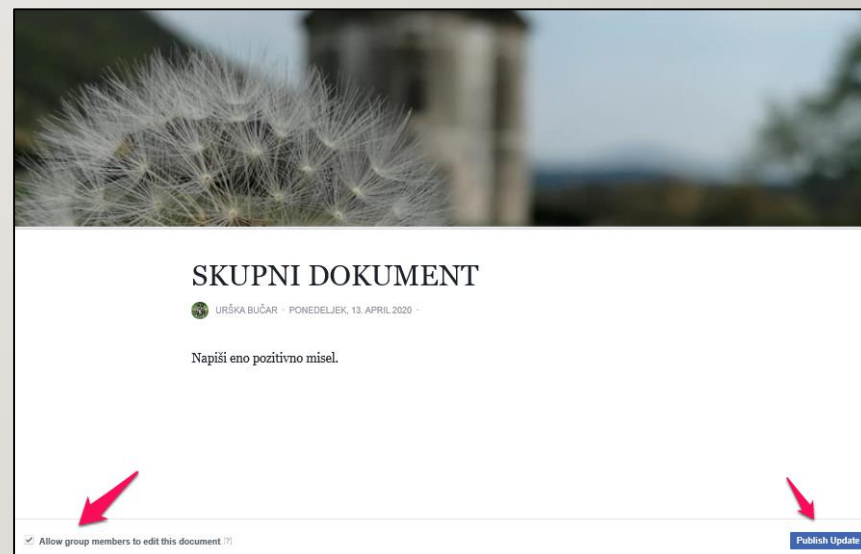 SKUPNI DOKUMENT
URŠKA BUČAR · PONEDELJEK, 13. APRIL 2020 ·
Napiši eno pozitivno misel.
Allow group members to edit this document [?]
Publish Update